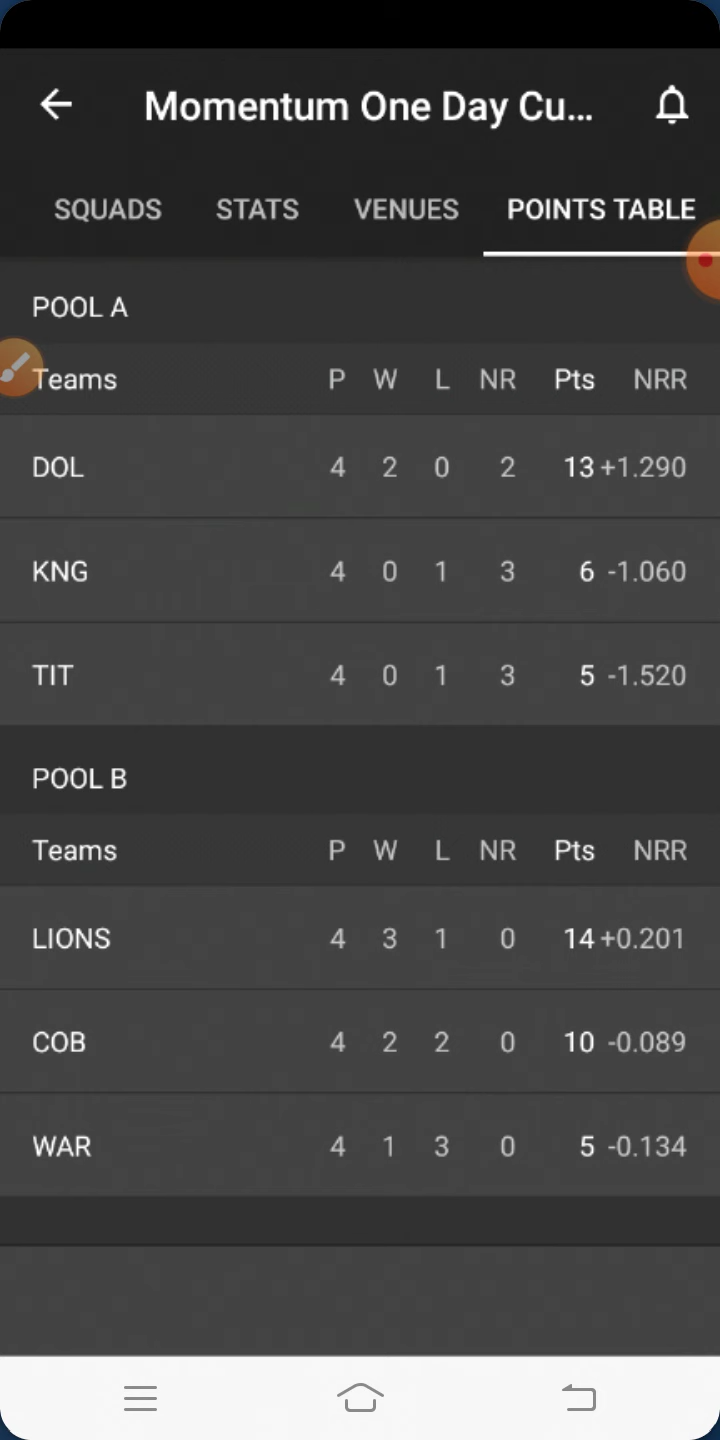 Momentum One Day Cu...
SQUADS STATS VENUES POINTS TABLE
POOL A
Teams P W L NR Pts NRR
DOL 4 2 0 2 13 +1.290
KNG 4 0 1 3 6 -1.060
TIT 4 0 1 3 5 -1.520
POOL B
Teams P W L NR Pts NRR
LIONS 4 3 1 0 14 +0.201
COB 4 2 2 0 10 -0.089
WAR 4 1 3 0 5 -0.134